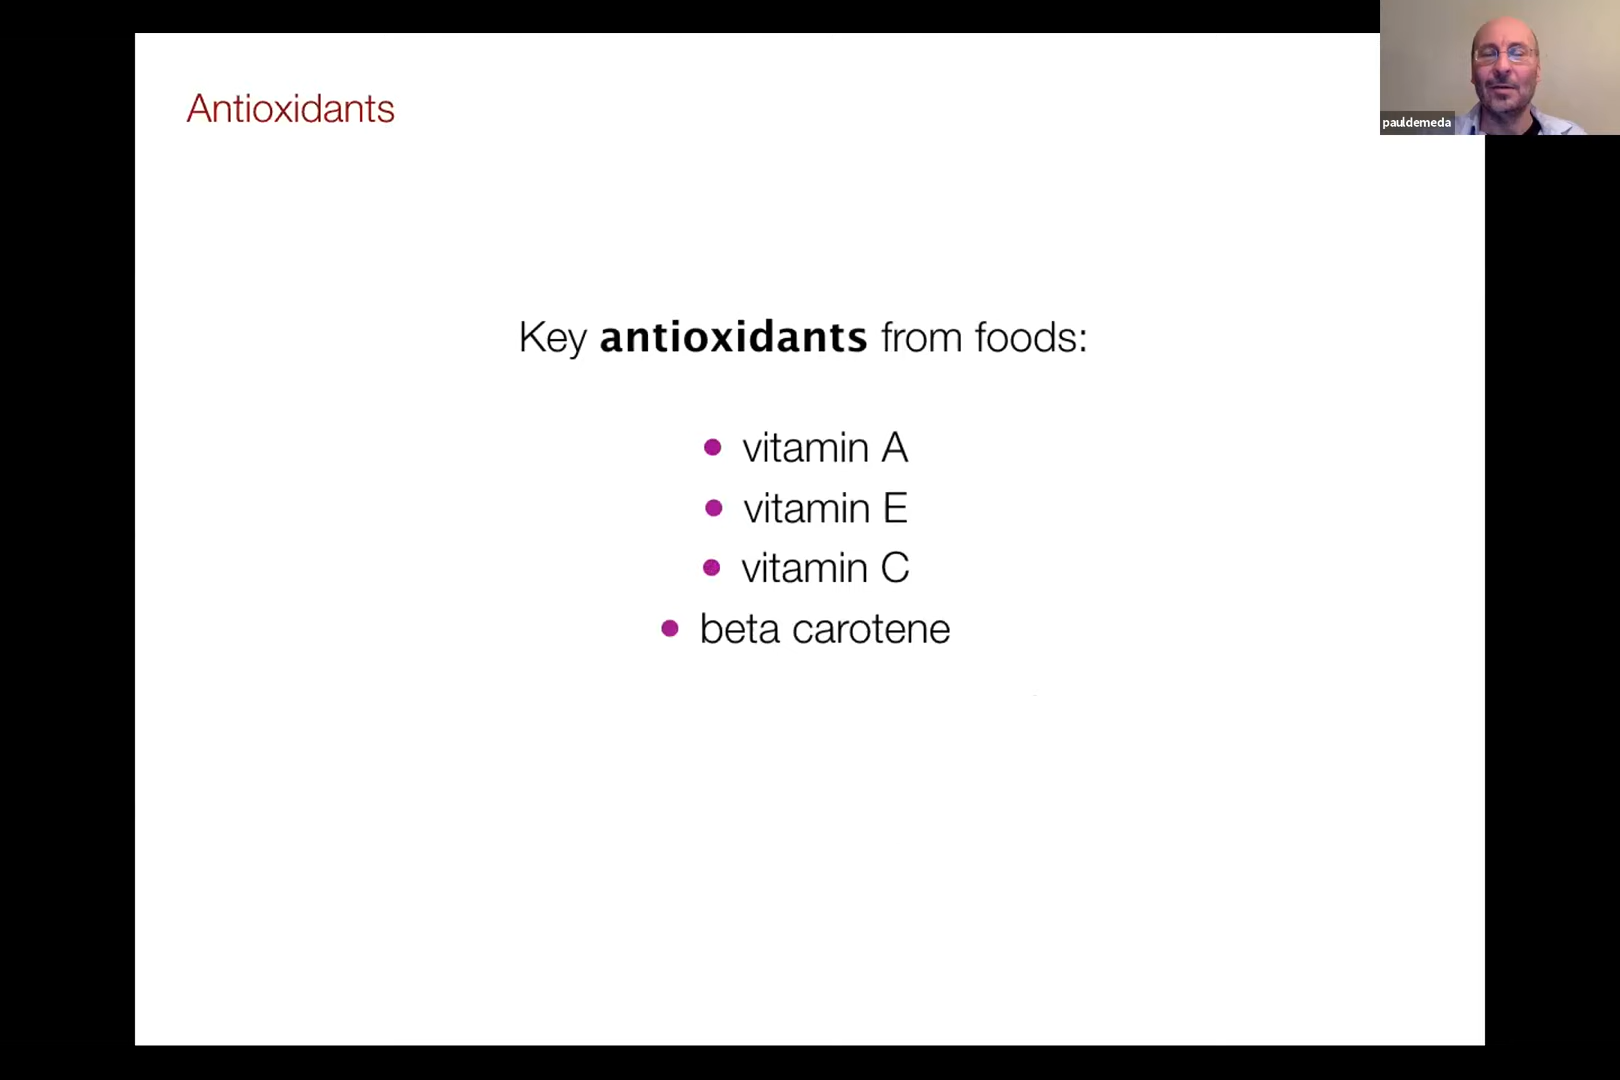 Antioxidants
pauldemeda
Key antioxidants from foods:
• vitamin A
• vitamin E
• vitamin C
• beta carotene